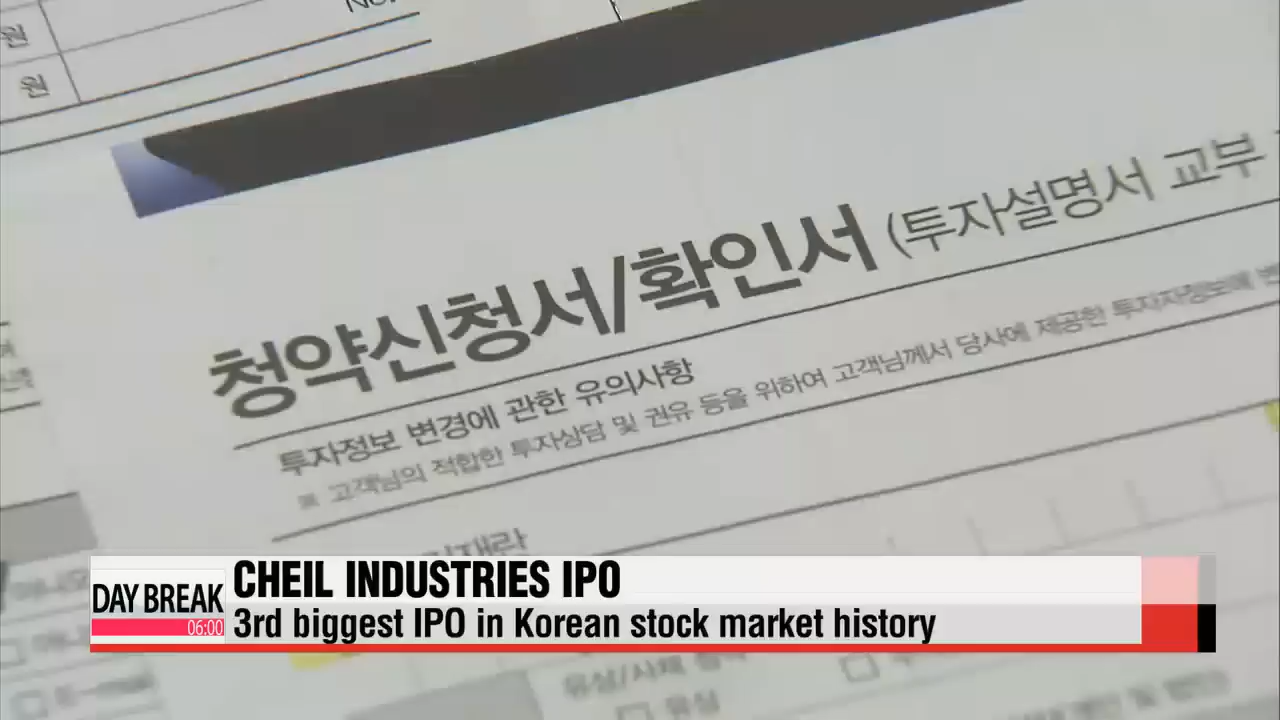 원
원
청약신청서/확인서 (투자설명서 교부
투자정보 변경에 관한 유의사항
※ 고객님의 적합한 투자상담 및 권유 등을 위하여 고객님께서 당사에 제공한 투자자정보에 변
DAY BREAK
06:00
CHEIL INDUSTRIES IPO
3rd biggest IPO in Korean stock market history
유상